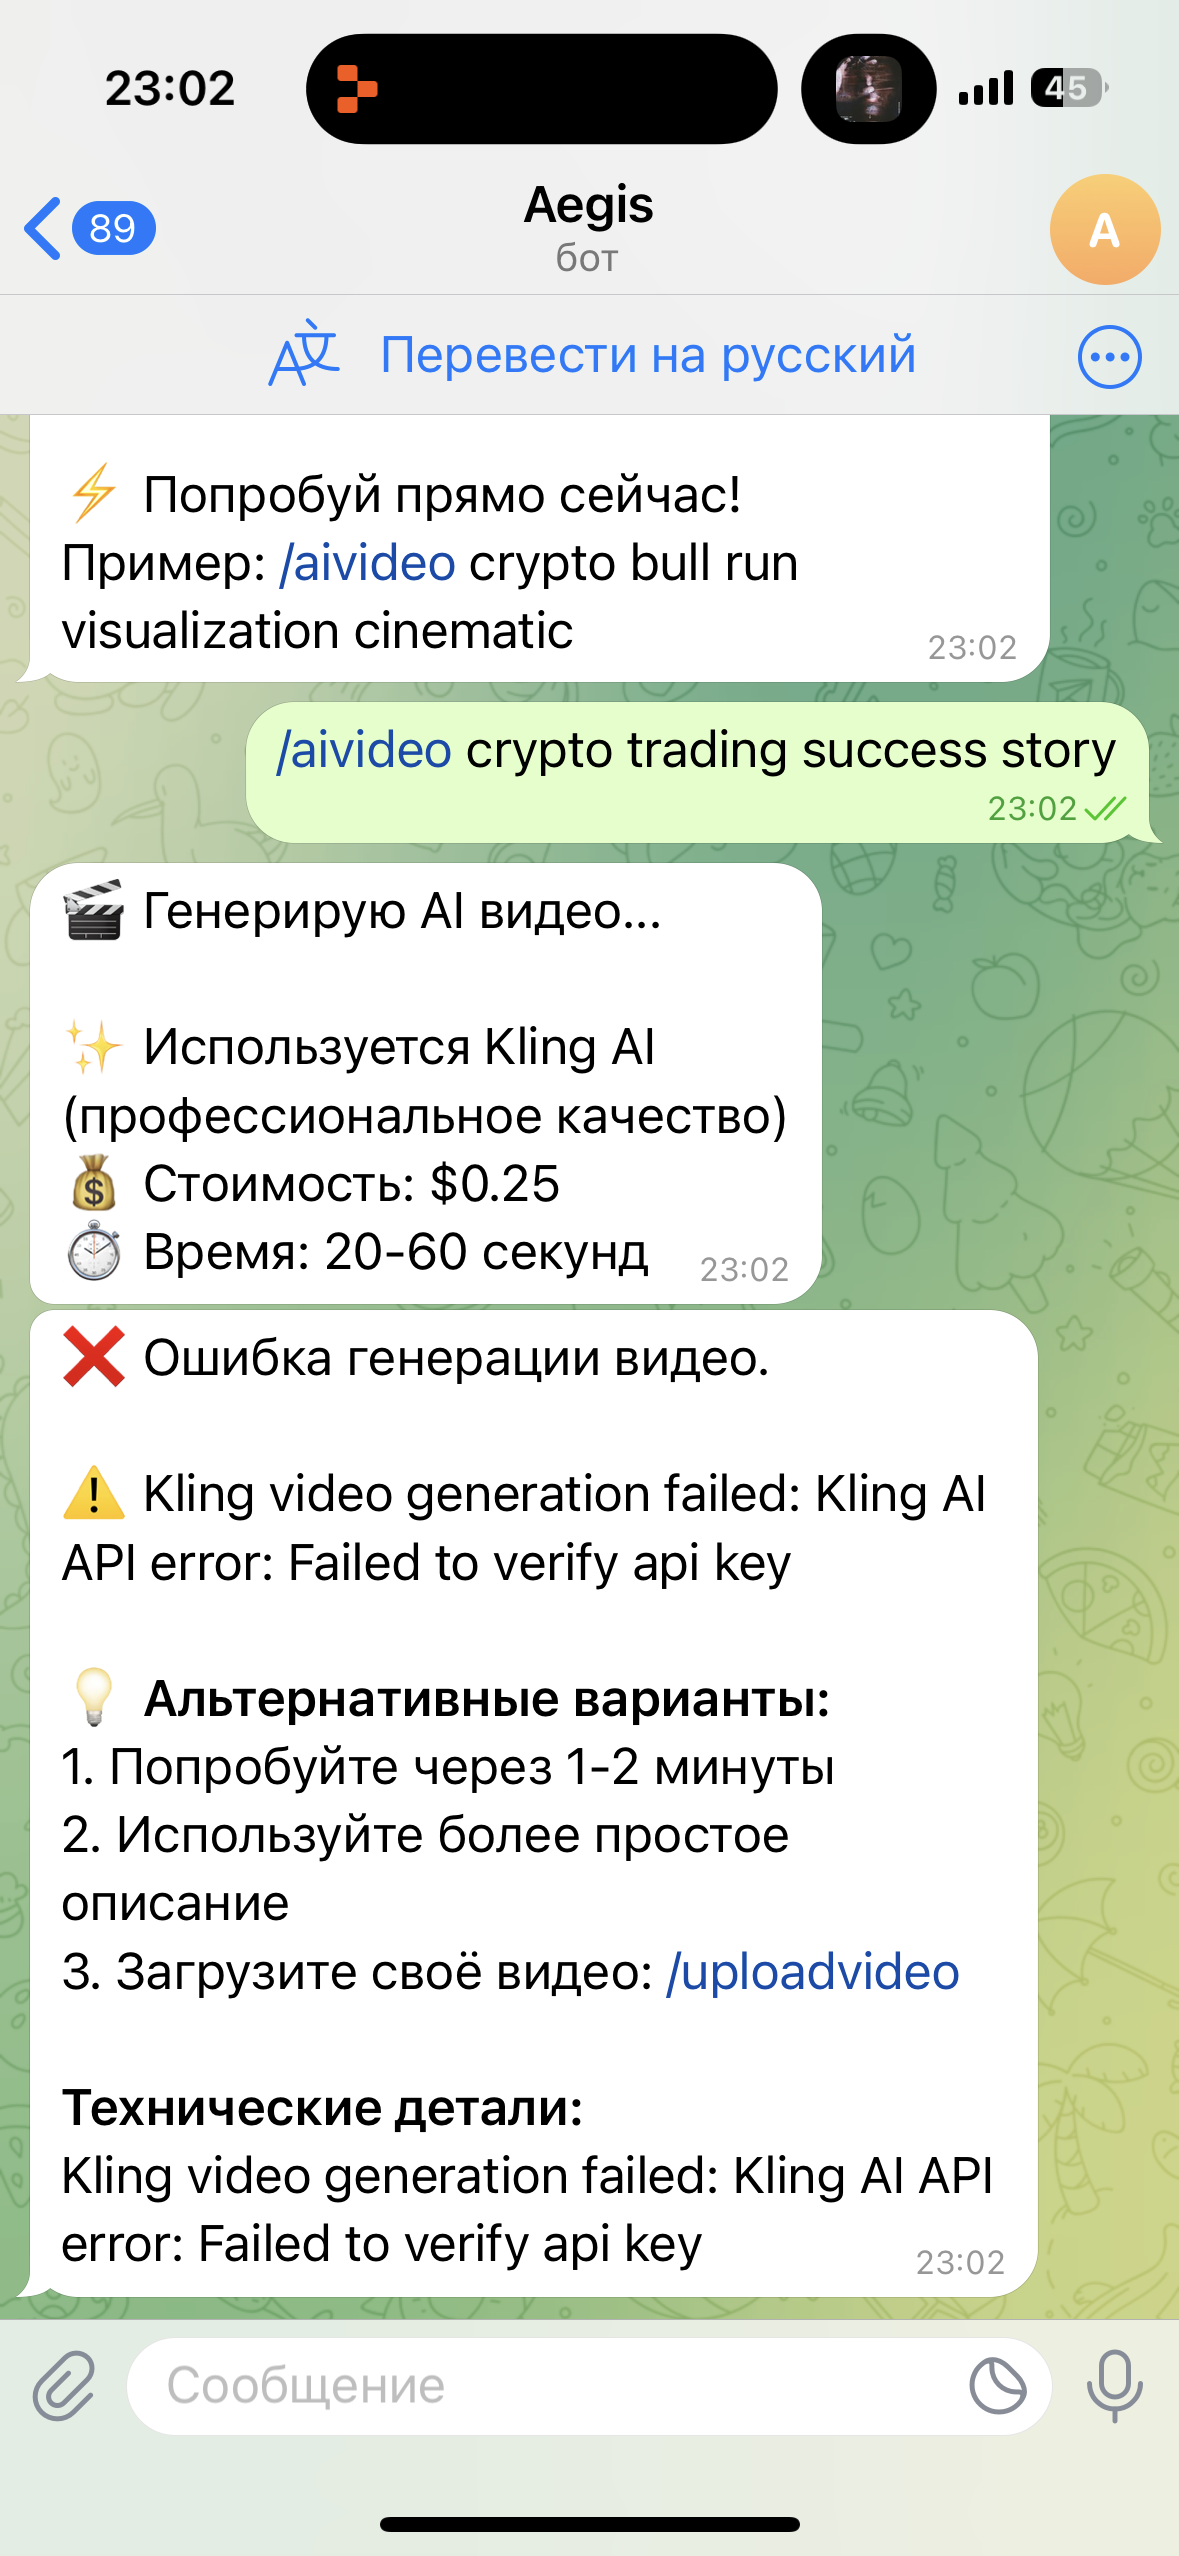 23:02
45
89
Aegis
бот
A
Перевести на русский
⚡ Попробуй прямо сейчас!
Пример: /aivideo crypto bull run
visualization cinematic
23:02
/aivideo crypto trading success story
23:02
🎬 Генерирую AI видео...
✨ Используется Kling AI
(профессиональное качество)
💰 Стоимость: $0.25
⏱ Время: 20-60 секунд
23:02
❌ Ошибка генерации видео.
⚠️ Kling video generation failed: Kling AI
API error: Failed to verify api key
💡 Альтернативные варианты:
1. Попробуйте через 1-2 минуты
2. Используйте более простое
описание
3. Загрузите своё видео: /uploadvideo
Технические детали:
Kling video generation failed: Kling AI API
error: Failed to verify api key
23:02
Сообщение